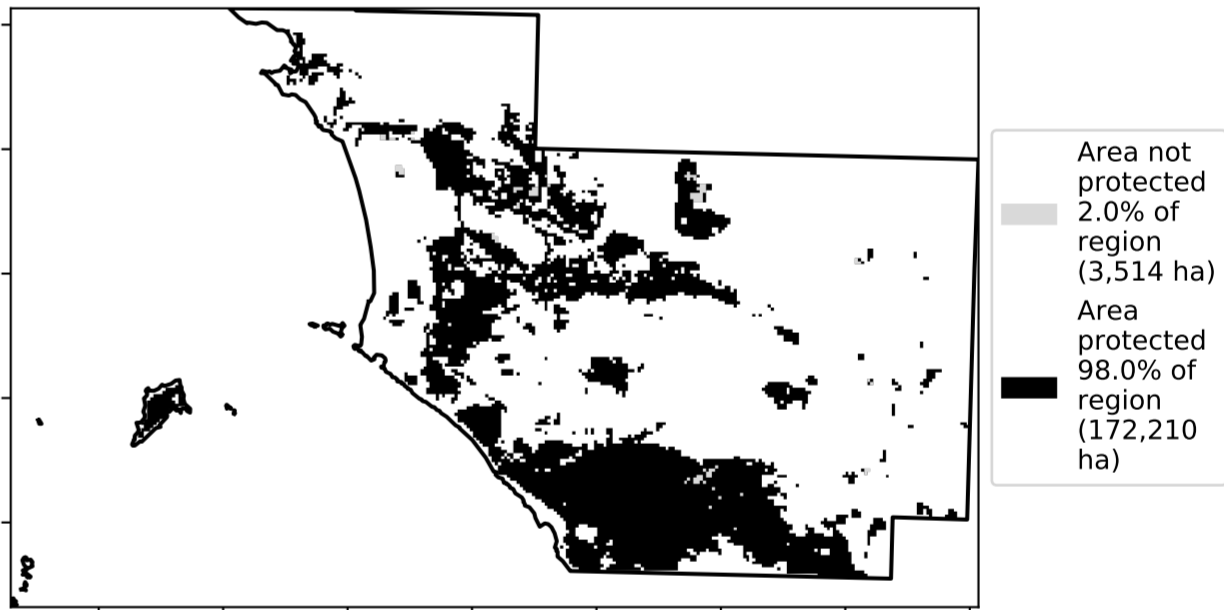 Area not
protected
2.0% of
region
(3,514 ha)
Area
protected
98.0% of
region
(172,210
ha)